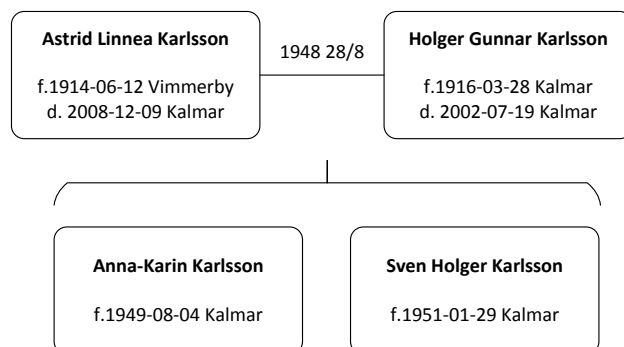 Astrid Linnea Karlsson
f.1914-06-12 Vimmerby
d. 2008-12-09 Kalmar
1948 28/8
Holger Gunnar Karlsson
f.1916-03-28 Kalmar
d. 2002-07-19 Kalmar
Anna-Karin Karlsson
f.1949-08-04 Kalmar
Sven Holger Karlsson
f.1951-01-29 Kalmar